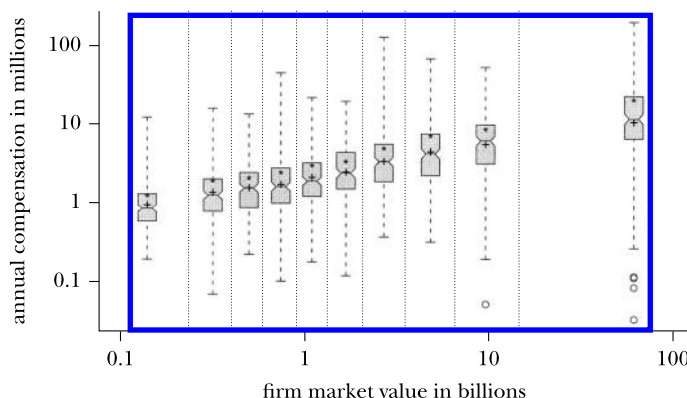 annual compensation in millions
100
10
1
0.1
0.1 1 10 100
firm market value in billions